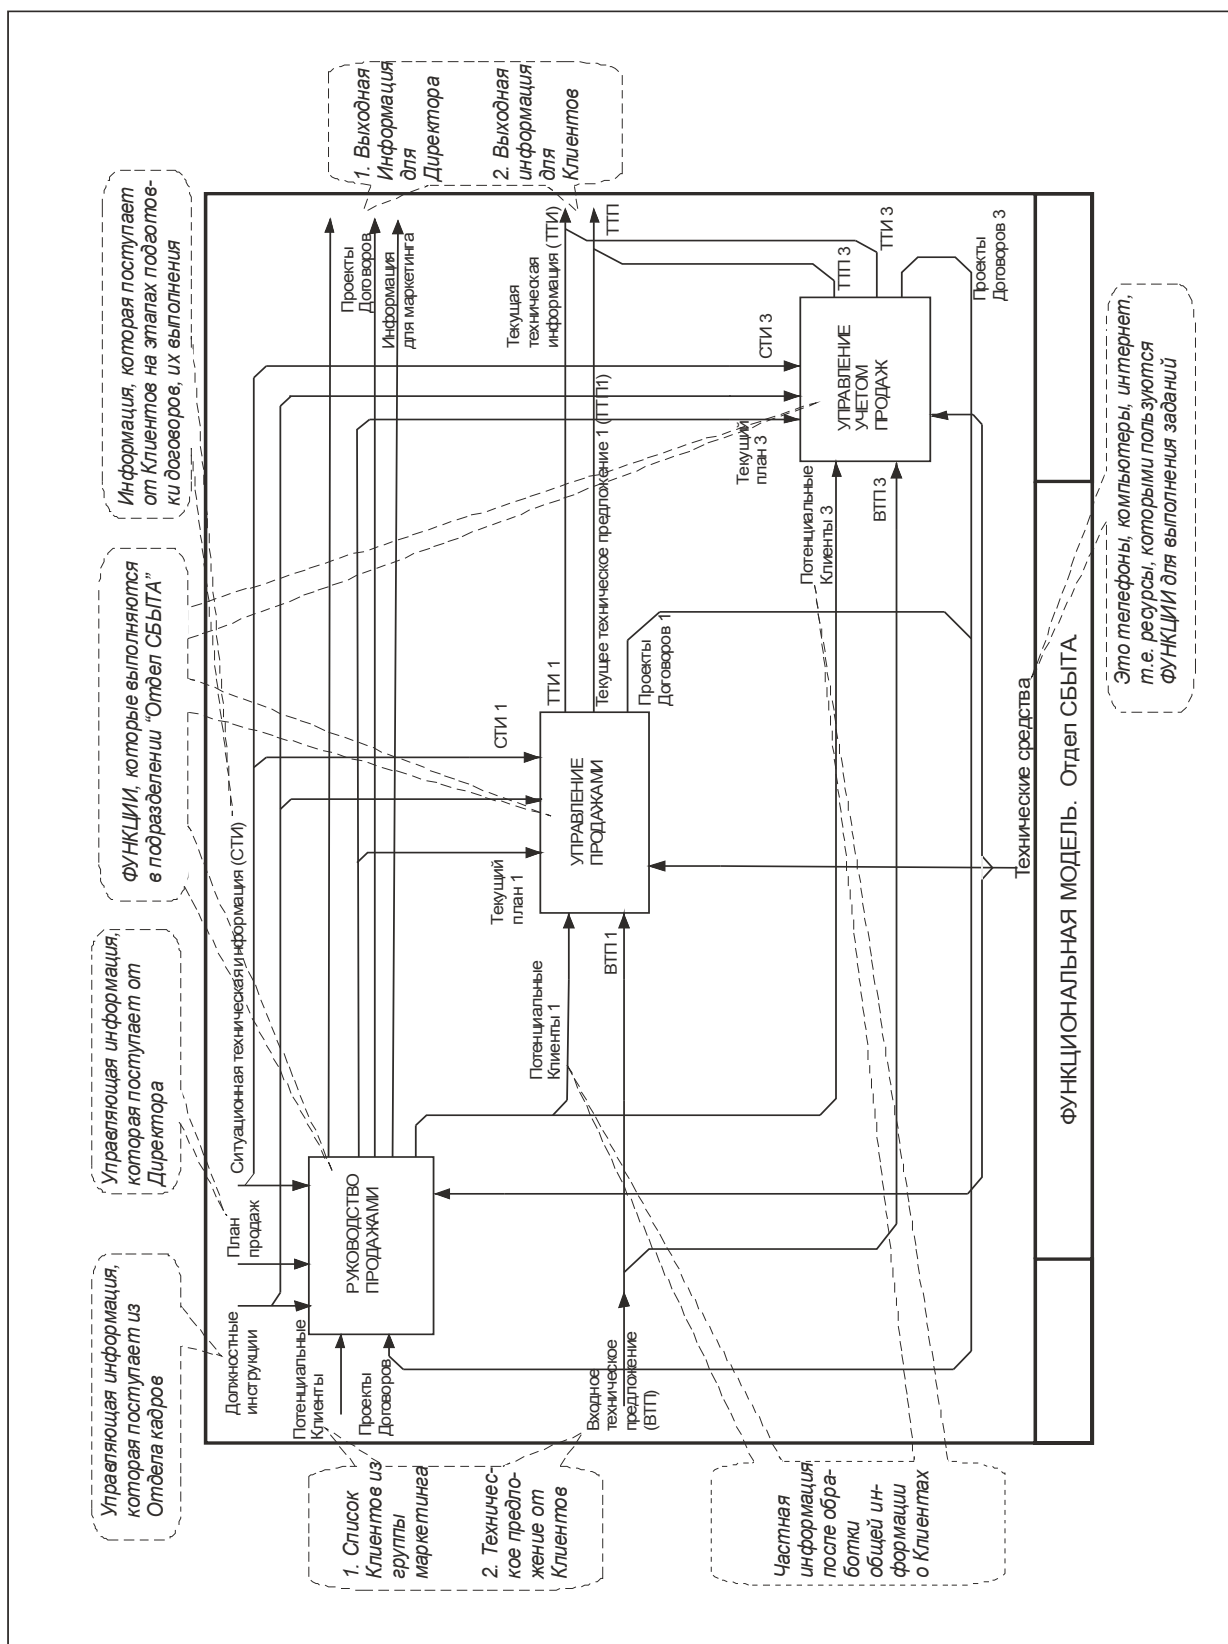 Управляющая информация,
которая поступает из
Отдела кадров
Управляющая информация,
которая поступает от
Директора
ФУНКЦИИ, которые выполняются
в подразделении “Отдел СБЫТА”
Информация, которая поступает
от Клиентов на этапах подготов-
ки договоров, их выполнения
1. Выходная
Информация
для
Директора
2. Выходная
информация
для
Клиентов
Должностные
инструкции
План
продаж
Ситуационная техническая информация (СТИ)
Потенциальные
Клиенты
Проекты
Договоров
РУКОВОДСТВО
ПРОДАЖАМИ
Проекты
Договоров
Информация
для маркетинга
1. Список
Клиентов из
группы
маркетинга
2. Техничес-
кое предло-
жение от
Клиентов
Входное
техническое
предложение
(ВТП)
Потенциальные
Клиенты 1
ВТП 1
Текущий
план 1
СТИ 1
УПРАВЛЕНИЕ
ПРОДАЖАМИ
ТТИ 1
Текущее техническое предложение 1 (ТТП1)
Проекты
Договоров 1
Текущая
техническая
информация (ТТИ)
ТТП
Текущий
план 3
СТИ 3
Потенциальные
Клиенты 3
ВТП 3
УПРАВЛЕНИЕ
УЧЕТОМ
ПРОДАЖ
ТТП 3
ТТИ 3
Проекты
Договоров 3
Частная
информация
после обра-
ботки
общей ин-
формации
о Клиентах
Технические средства
Это телефоны, компьютеры, интернет,
т.е. ресурсы, которыми пользуются
ФУНКЦИИ для выполнения заданий
ФУНКЦИОНАЛЬНАЯ МОДЕЛЬ. Отдел СБЫТА.